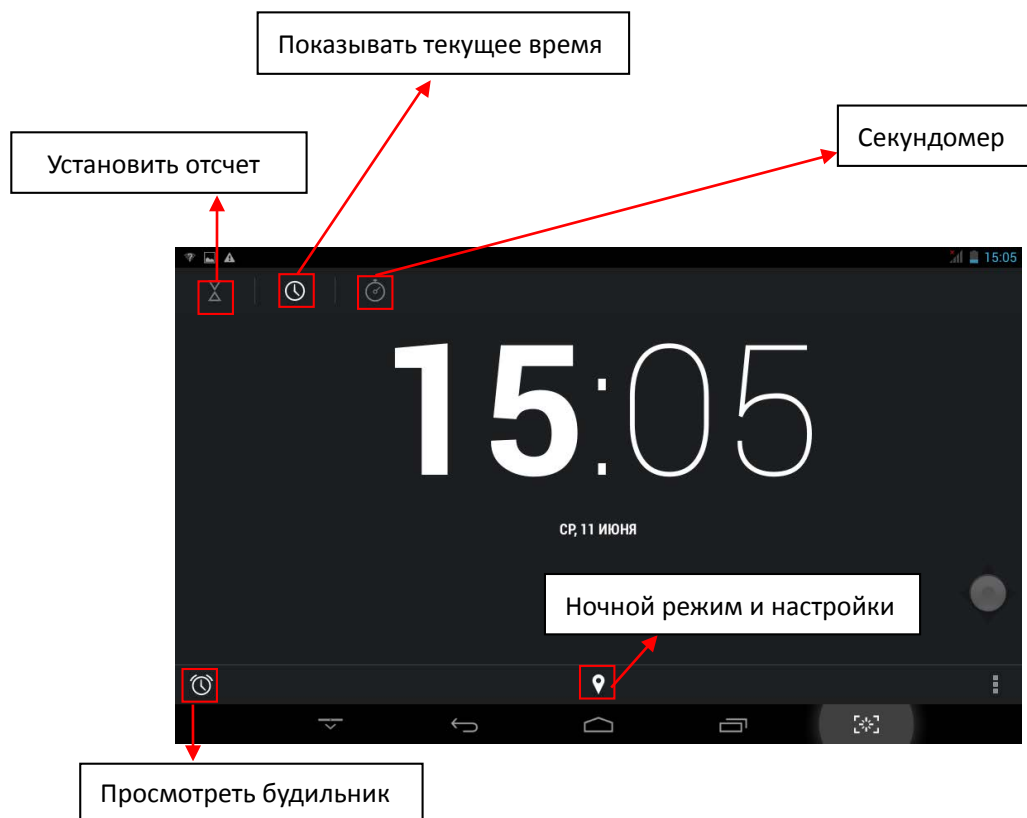 Показывать текущее время
Секундомер
Установить отсчет
15:05
15:05
СР, 11 ИЮНЯ
Ночной режим и настройки
Просмотреть будильник